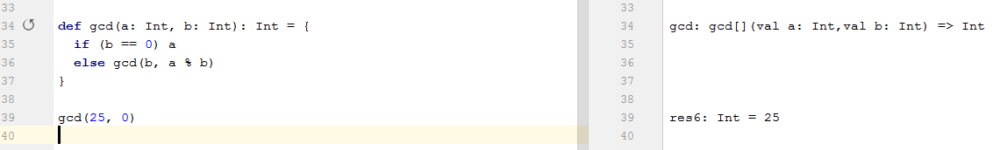 33 33
34 def gcd(a: Int, b: Int): Int = { 34 gcd: gcd[](val a: Int,val b: Int) => Int
35 if (b == 0) a 35
36 else gcd(b, a % b) 36
37 } 37
38 38
39 gcd(25, 0) 39 res6: Int = 25
40 40